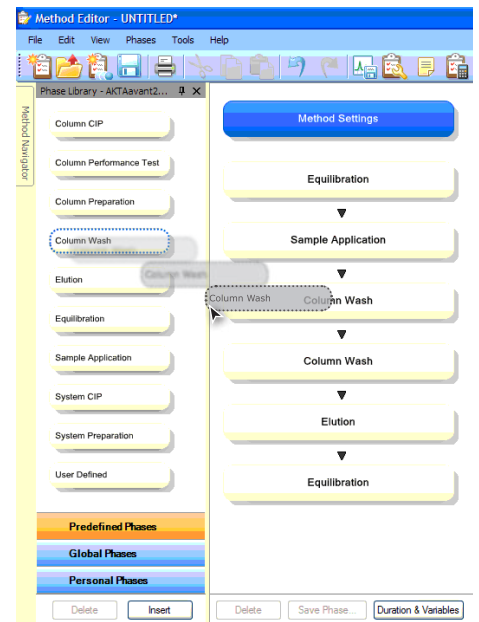 Method Editor - UNTITLED*
File Edit View Phases Tools Help
Phase Library - AKTAavant2...
Method Navigator
Column CIP
Column Performance Test
Column Preparation
Column Wash
Column Wash
Elution
Equilibration
Sample Application
System CIP
System Preparation
User Defined
Predefined Phases
Global Phases
Personal Phases
Delete Insert
Column Wash
Method Settings
Equilibration
Sample Application
Column Wash
Column Wash
Elution
Equilibration
Delete Save Phase... Duration & Variables